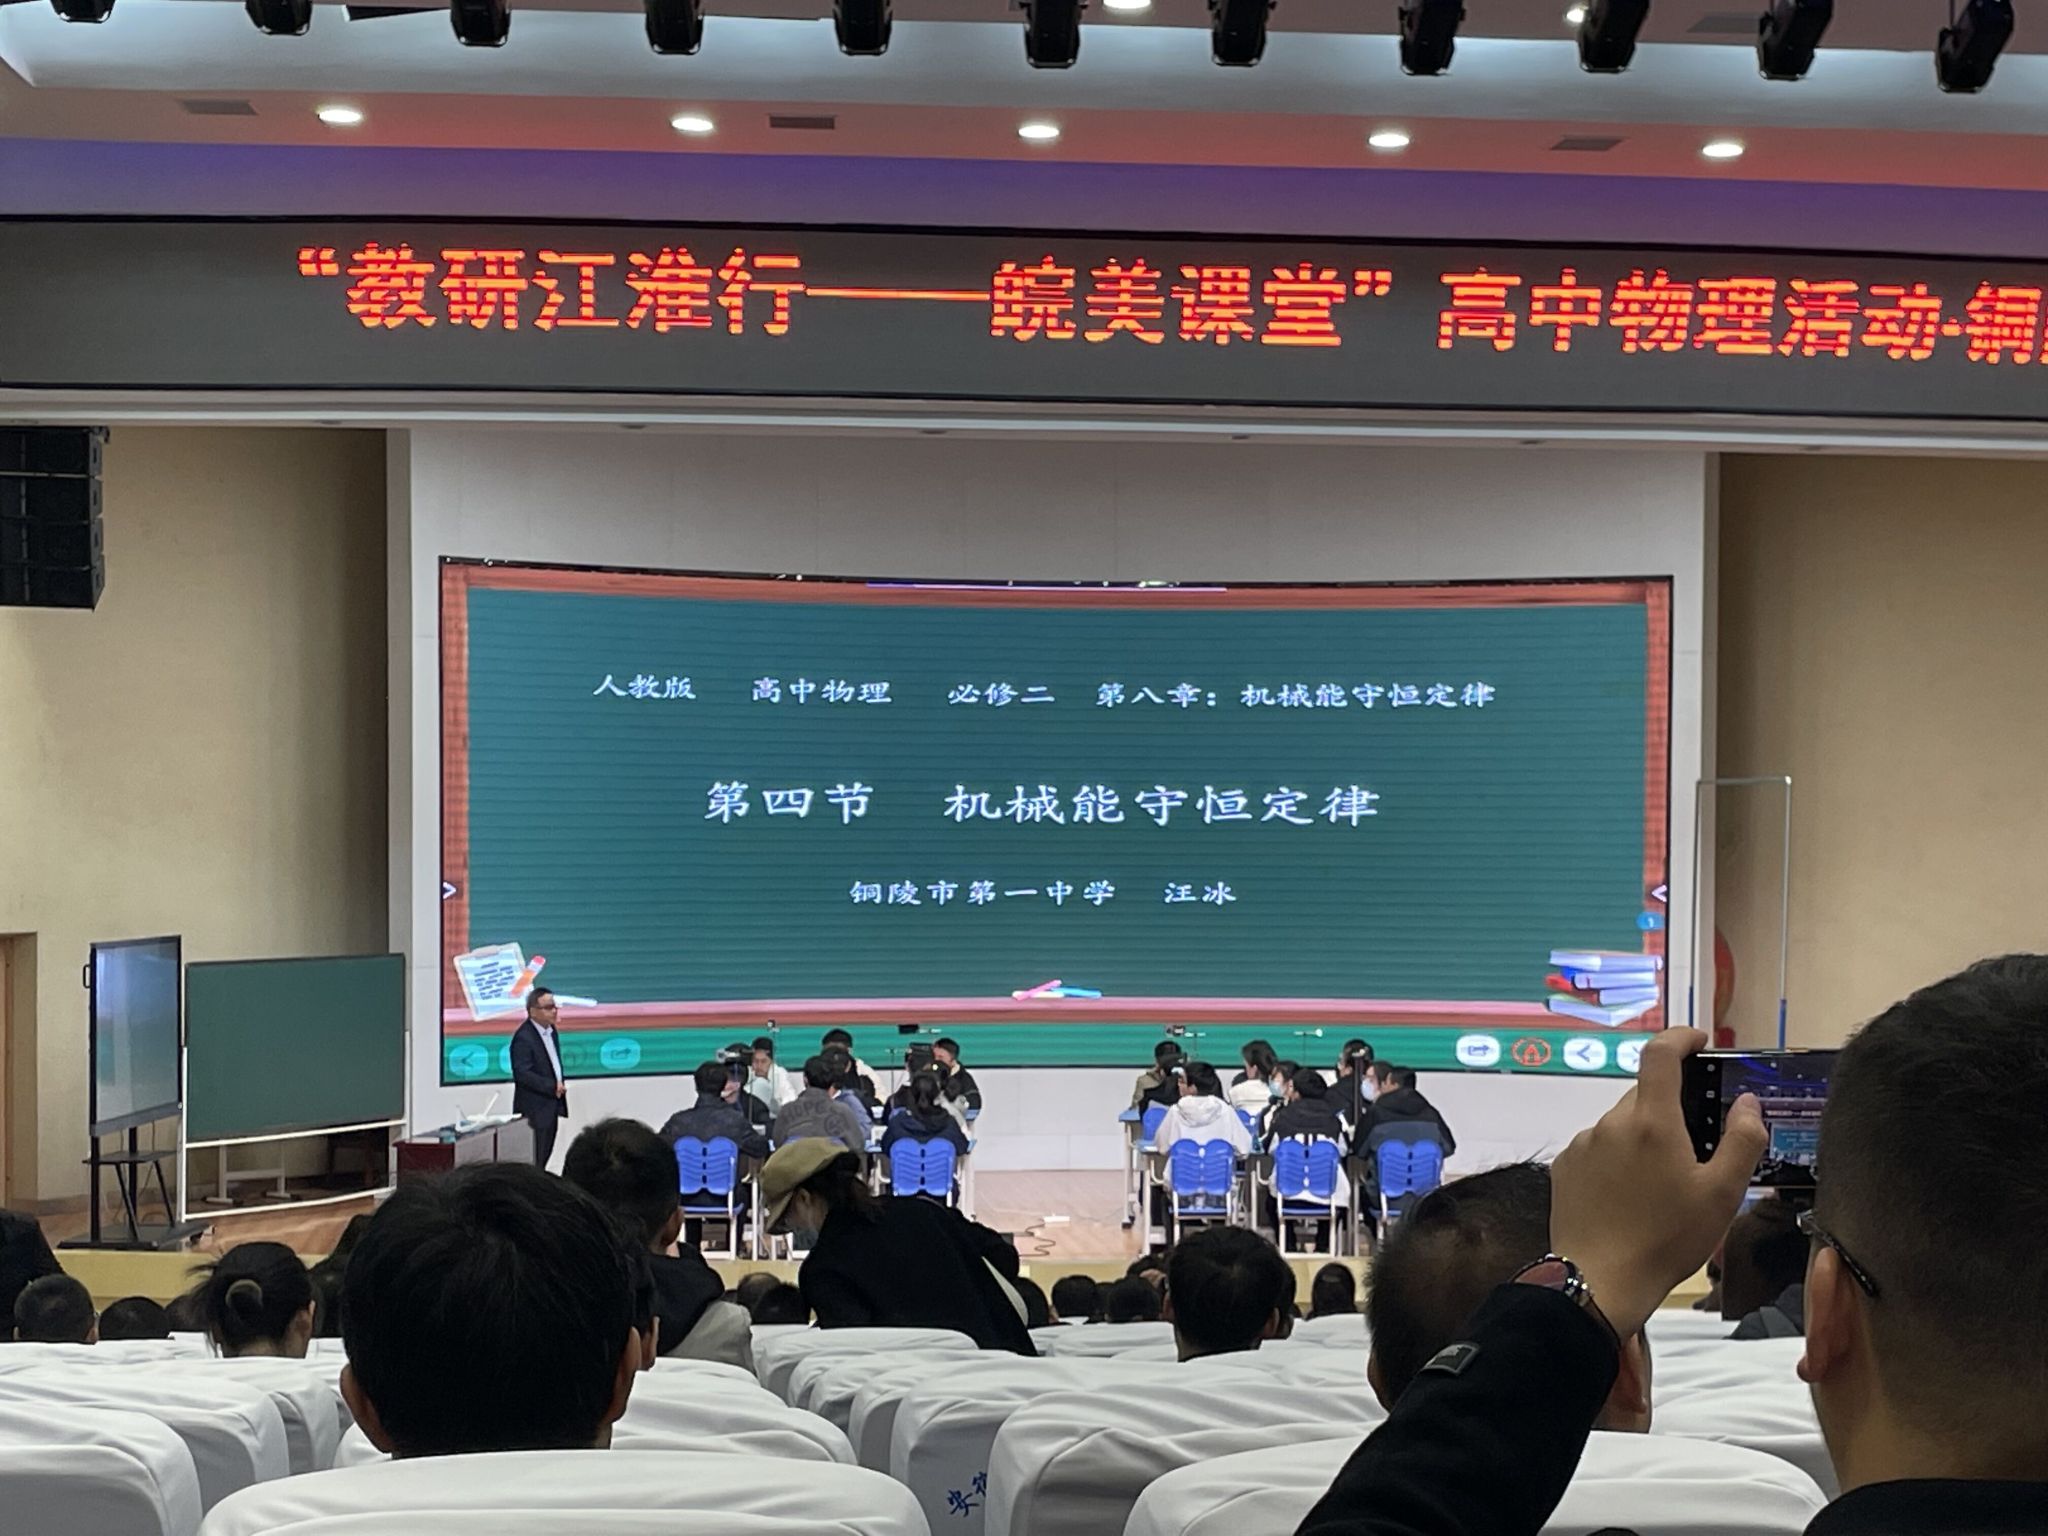 “教研江淮行——皖美课堂”高中物理活动·铜
人教版 高中物理 必修二 第八章：机械能守恒定律
第四节 机械能守恒定律
铜陵市第一中学 汪冰
安